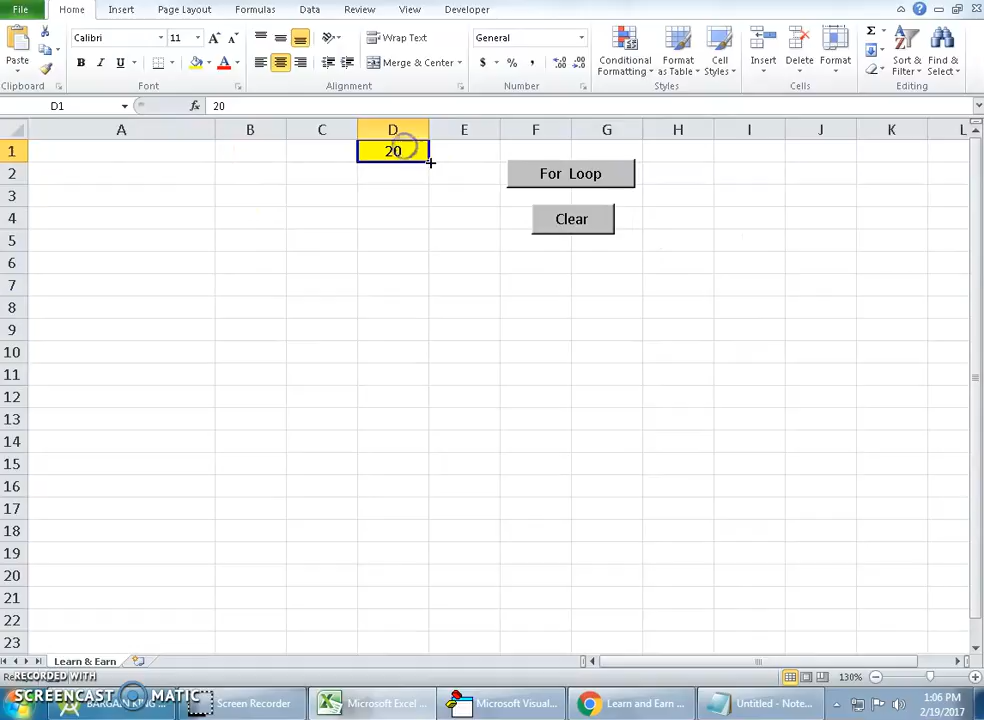 File Home Insert Page Layout Formulas Data Review View Developer
Calibri 11 A A Wrap Text General Conditional Format Cell Insert Delete Format Sort & Find &
Paste B I U A Merge & Center $ % , Formatting as Table Styles Filter Select
Clipboard Font Alignment Number Styles Cells Editing
D1 fx 20
A B C D E F G H I J K L
1 20
2 For Loop
3
4 Clear
5
6
7
8
9
10
11
12
13
14
15
16
17
18
19
20
21
22
23
Learn & Earn
RECORDED WITH 130%
SCREENCAST MATIC BARGAIN KING ... Screen Recorder Microsoft Excel ... Microsoft Visual... Learn and Earn ... Untitled - Note... 1:06 PM
2/19/2017